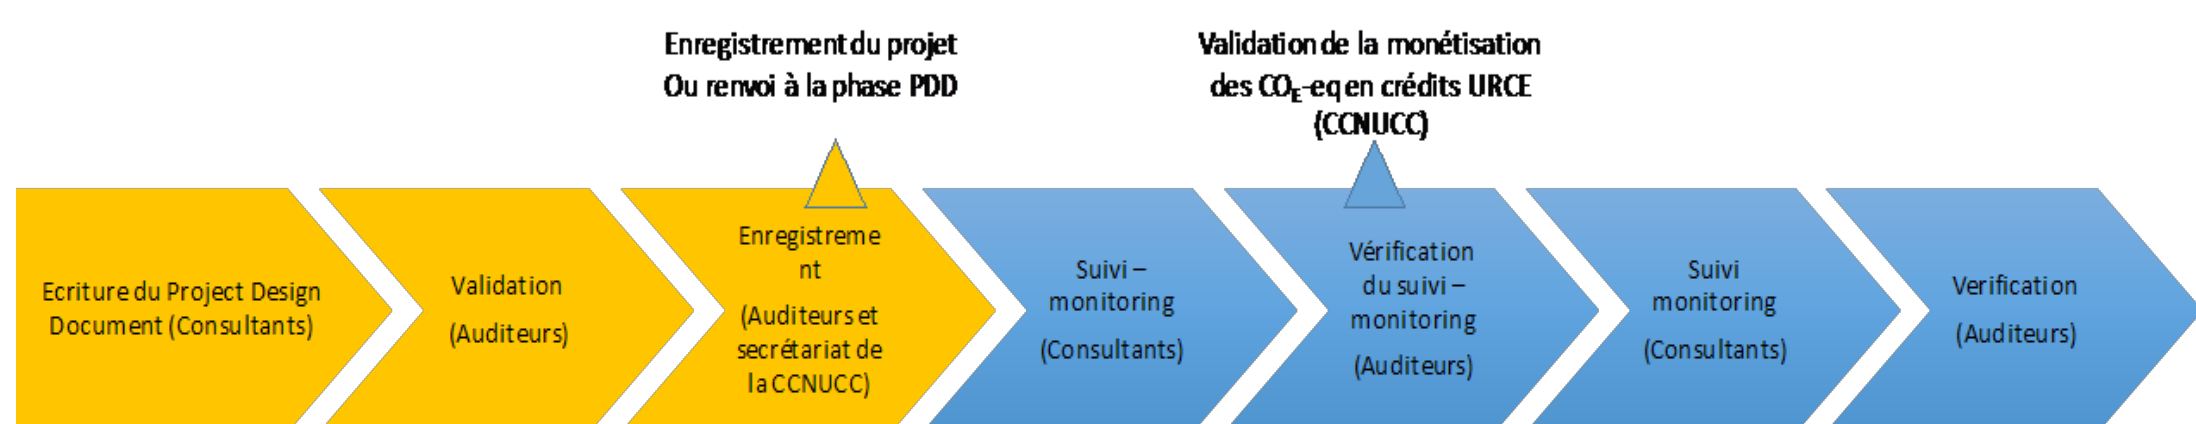 Enregistrement du projet
Ou renvoi à la phase PDD
Validation de la monétisation
des CO_E-eq en crédits URCE
(CCNUCC)
Ecriture du Project Design
Document (Consultants)
Validation
(Auditeurs)
Enregistreme
nt
(Auditeurs et
secrétariat de
la CCNUCC)
Suivi –
monitoring
(Consultants)
Vérification
du suivi –
monitoring
(Auditeurs)
Suivi
monitoring
(Consultants)
Verification
(Auditeurs)